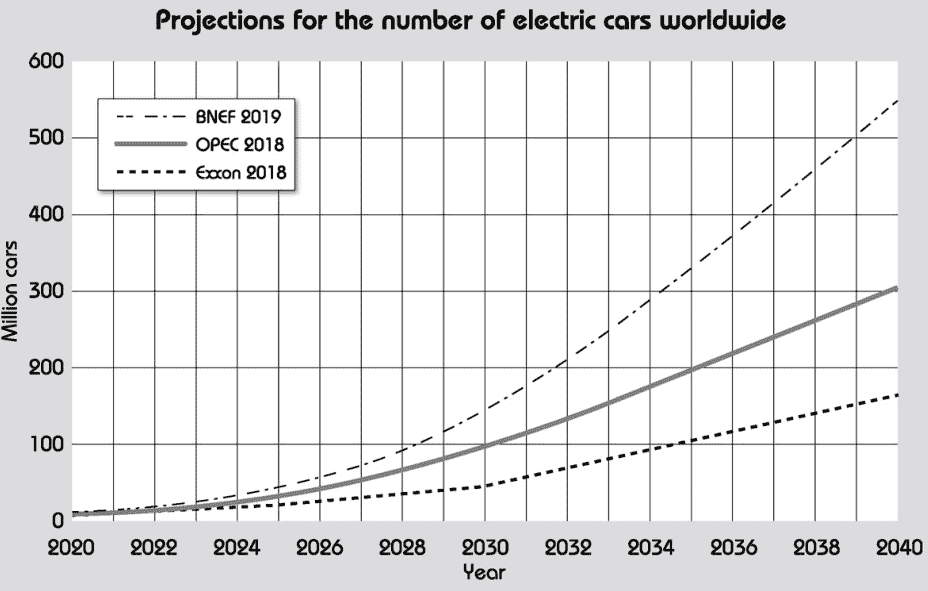 Projections for the number of electric cars worldwide
600
500
400
300
200
100
0
Million cars
BNEF 2019
OPEC 2018
Exxon 2018
2020 2022 2024 2026 2028 2030 2032 2034 2036 2038 2040
Year